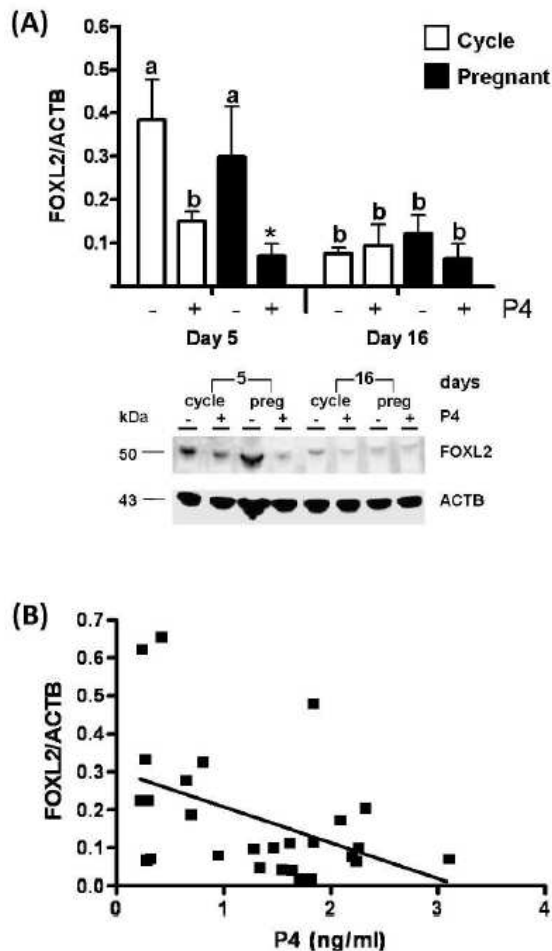 (A)
0.6
0.5
0.4
0.3
0.2
0.1
FOXL2/ACTB
a
b
a
*
b
b
b
b
Cycle
Pregnant
- + - + - + - + P4
Day 5 Day 16
5 16 days
cycle preg cycle preg
kDa - + - + - + - + P4
50 FOXL2
43 ACTB
(B)
0.7
0.6
0.5
0.4
0.3
0.2
0.1
0.0
FOXL2/ACTB
0 1 2 3 4
P4 (ng/ml)